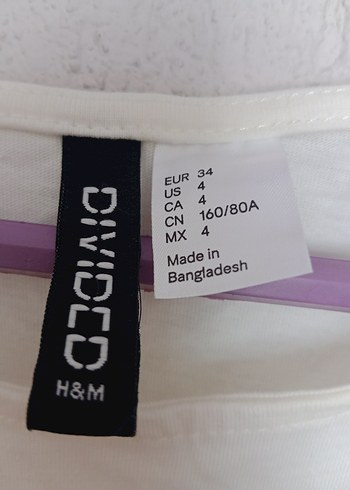 DIVIDED
H&M
EUR 34
US 4
CA 4
CN 160/80A
MX 4
Made in
Bangladesh